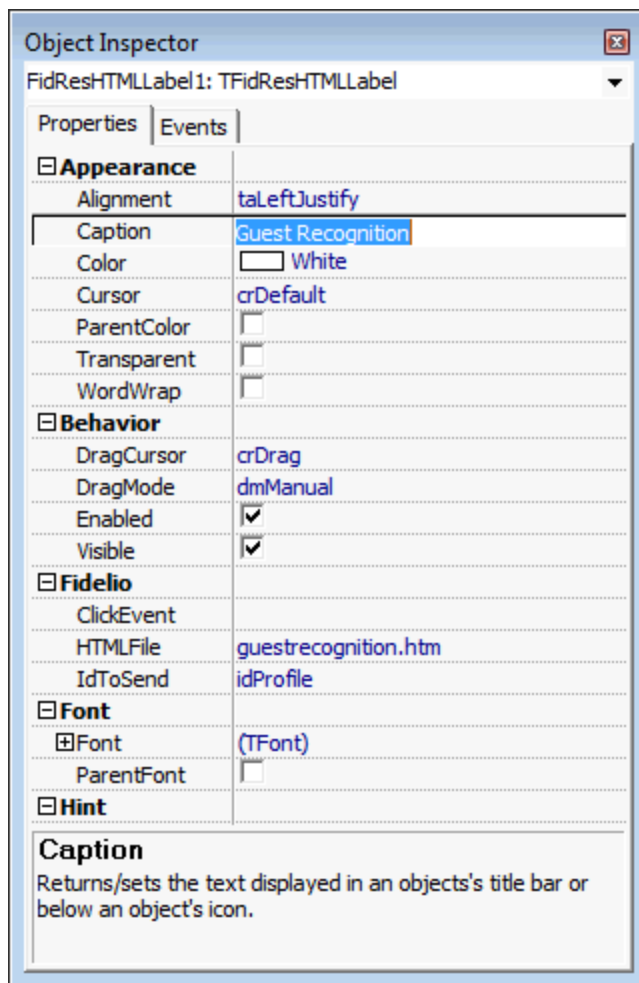 Object Inspector
FidResHTMLLabel1: TFidResHTMLLabel
Properties Events
Appearance
Alignment taLeftJustify
Caption Guest Recognition
Color White
Cursor crDefault
ParentColor
Transparent
WordWrap
Behavior
DragCursor crDrag
DragMode dmManual
Enabled
Visible
Fidelio
ClickEvent
HTMLFile guestrecognition.htm
IdToSend idProfile
Font
Font (TFont)
ParentFont
Hint
Caption
Returns/sets the text displayed in an objects's title bar or
below an object's icon.